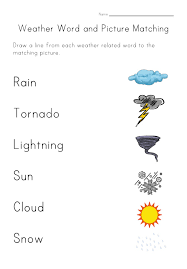 Name:
Weather Word and Picture Matching
Draw a line from each weather related word to the
matching picture.
Rain
Tornado
Lightning
Sun
Cloud
Snow